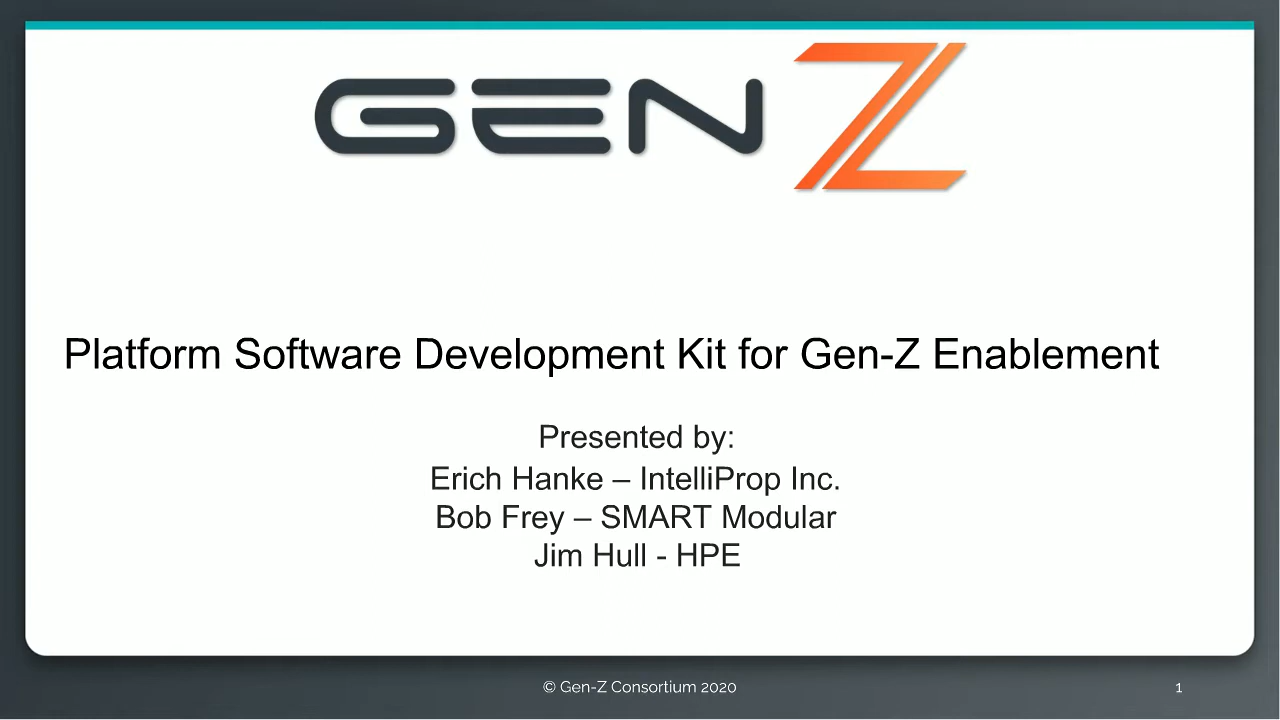 GEN Z
Platform Software Development Kit for Gen-Z Enablement
Presented by:
Erich Hanke – IntelliProp Inc.
Bob Frey – SMART Modular
Jim Hull - HPE
© Gen-Z Consortium 2020
1